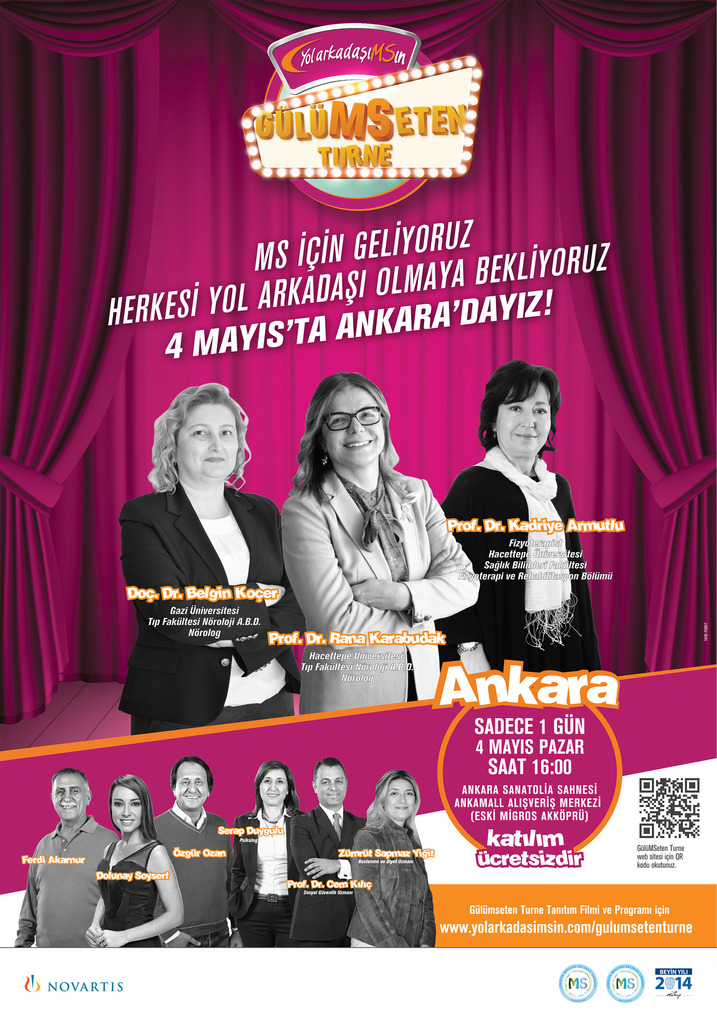 Yol arkadaşıMSın
GÜLÜMSETEN
TURNE
MS İÇİN GELİYORUZ
HERKESİ YOL ARKADAŞI OLMAYA BEKLİYORUZ
4 MAYIS'TA ANKARA'DAYIZ!
Prof. Dr. Kadriye Armutlu
Fizyoterapist
Hacettepe Üniversitesi
Sağlık Bilimleri Fakültesi
Fizyoterapi ve Rehabilitasyon Bölümü
Doç. Dr. Belgin Koçer
Gazi Üniversitesi
Tıp Fakültesi Nöroloji A.B.D.
Nörolog
Prof. Dr. Rana Karabudak
Hacettepe Üniversitesi
Tıp Fakültesi Nöroloji A.B.D.
Nörolog
Ankara
SADECE 1 GÜN
4 MAYIS PAZAR
SAAT 16:00
ANKARA SANATOLIA SAHNESİ
ANKAMALL ALIŞVERİŞ MERKEZİ
(ESKİ MİGROS AKKÖPRÜ)
katılım
ücretsizdir
GülüMSeten Turne
web sitesi için QR
kodu okutunuz.
Ferdi Akarnur
Dolunay Soysert
Özgür Ozan
Serap Duygulu
Psikolog
Prof. Dr. Cem Kılıç
Sosyal Güvenlik Uzmanı
Zümrüt Sapmaz Yiğit
Beslenme ve Diyet Uzmanı
Gülümseten Turne Tanıtım Filmi ve Programı için
www.yolarkadasimsin.com/gulumsetenturne
NOVARTIS
MS
MS
BEYİN YILI
2014